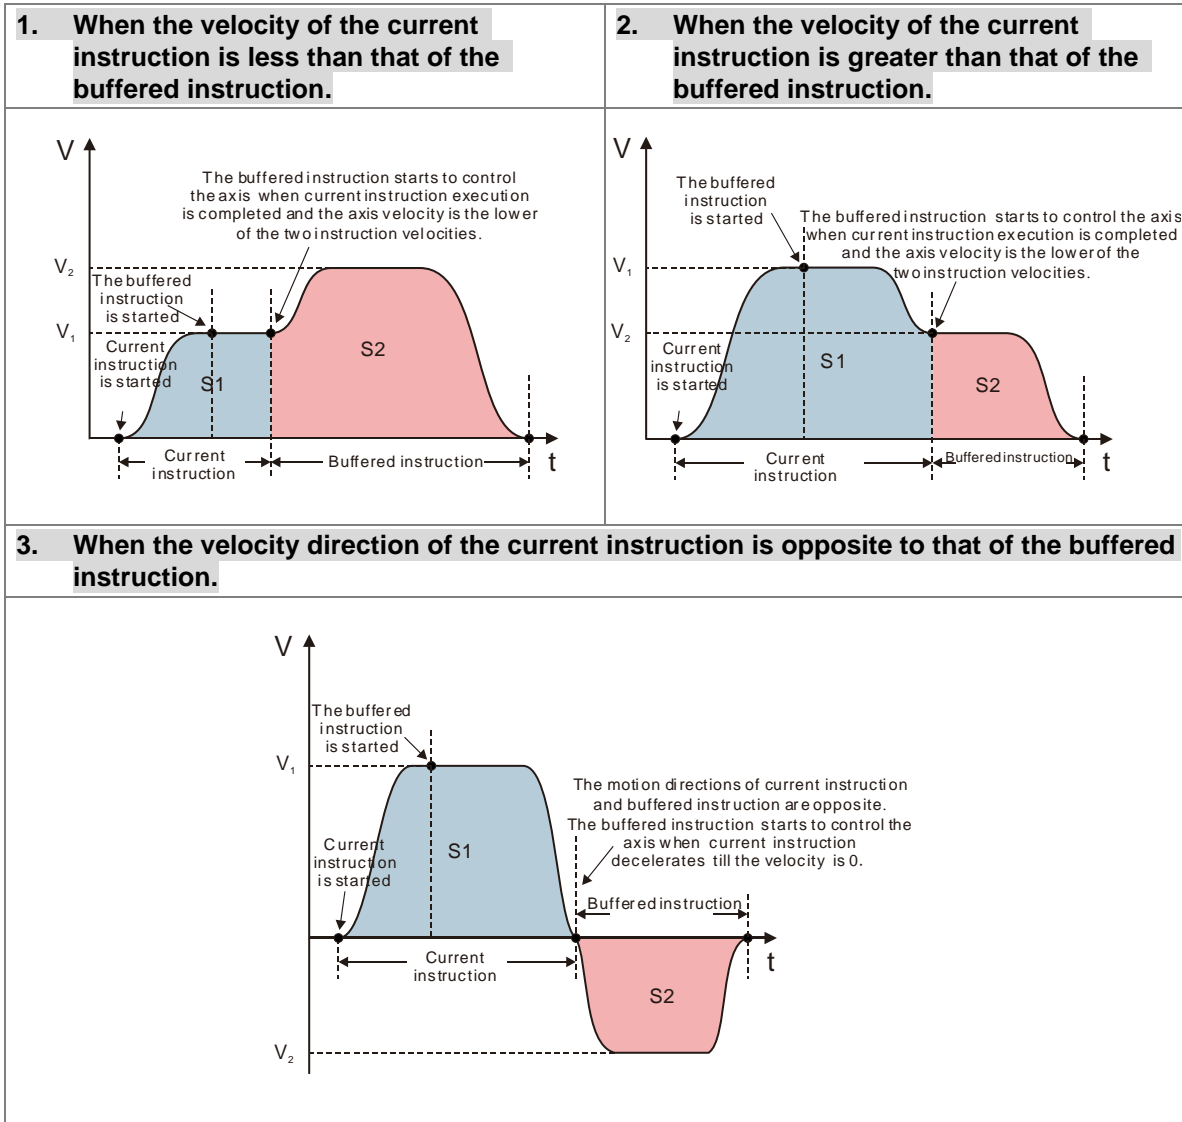 1. When the velocity of the current
instruction is less than that of the
buffered instruction.
2. When the velocity of the current
instruction is greater than that of the
buffered instruction.
V
The buffered instruction starts to control
the axis when current instruction execution
is completed and the axis velocity is the lower
of the two instruction velocities.
V₂
The buffered
instruction
is started
V₁
Current
instruction
is started
S1
S2
Current
instruction
Buffered instruction
t
V
The buffered
instruction
is started
The buffered instruction starts to control the axis
when current instruction execution is completed
and the axis velocity is the lower of the
two instruction velocities.
V₁
V₂
Current
instruction
is started
S1
S2
Current
instruction
Buffered instruction
t
3. When the velocity direction of the current instruction is opposite to that of the buffered
instruction.
V
The buffered
instruction
is started
V₁
The motion directions of current instruction
and buffered instruction are opposite.
The buffered instruction starts to control the
axis when current instruction
decelerates till the velocity is 0.
Current
instruction
is started
S1
Buffered instruction
Current
instruction
t
S2
V₂